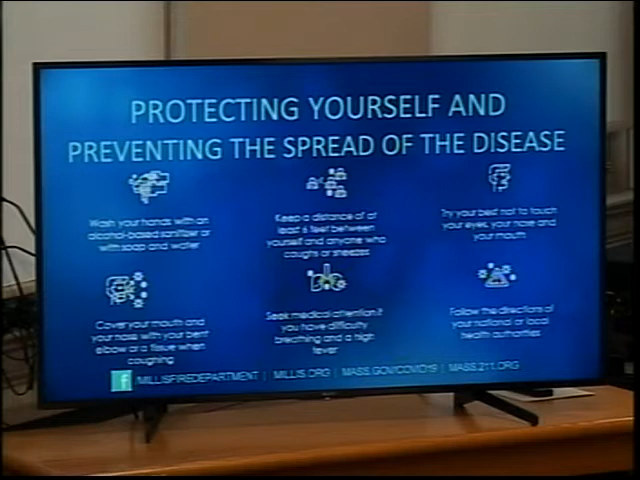 PROTECTING YOURSELF AND
PREVENTING THE SPREAD OF THE DISEASE
Wash your hands with an
alcohol-based sanitizer or
with soap and water
Keep a distance of at
least 6 feet between
yourself and anyone who
coughs or sneezes
Try your best not to touch
your eyes, your nose and
your mouth
Cover your mouth and
your nose with your bent
elbow or a tissue when
coughing
Seek medical attention if
you have difficulty
breathing and a high
fever
Follow the directions of
your national or local
health authorities
f /MILLISFIREDEPARTMENT | MILLIS.ORG | MASS.GOV/COVID19 | MASS.211.ORG